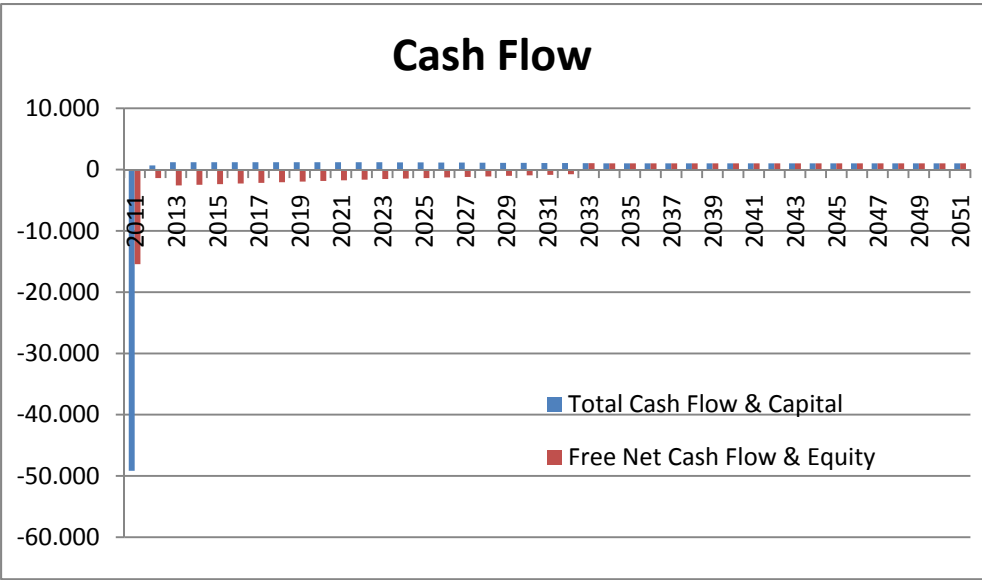 Cash Flow
10.000
0
-10.000
-20.000
-30.000
-40.000
-50.000
-60.000
2011 2013 2015 2017 2019 2021 2023 2025 2027 2029 2031 2033 2035 2037 2039 2041 2043 2045 2047 2049 2051
Total Cash Flow & Capital
Free Net Cash Flow & Equity